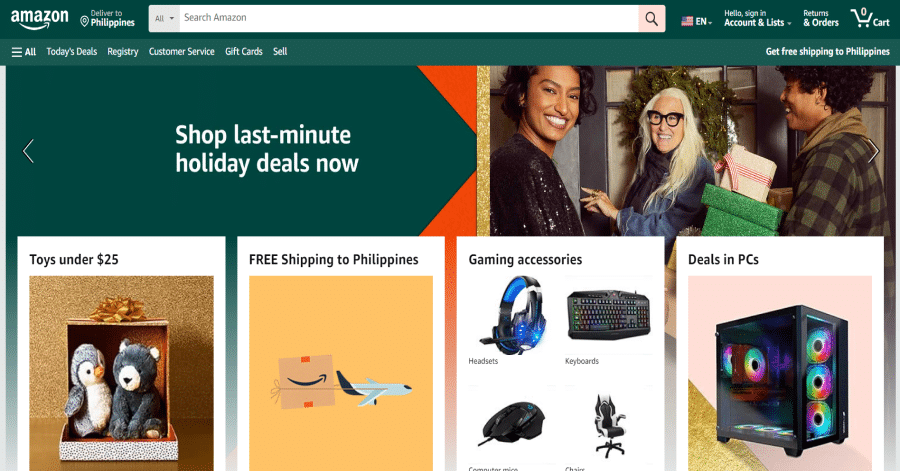 amazon
Deliver to
Philippines
All
Search Amazon
EN
Hello, sign in
Account & Lists
Returns
& Orders
0
Cart
All
Today's Deals
Registry
Customer Service
Gift Cards
Sell
Get free shipping to Philippines
Shop last-minute
holiday deals now
Toys under $25
FREE Shipping to Philippines
Gaming accessories
Deals in PCs
Headsets
Keyboards
Computer mice
Chairs